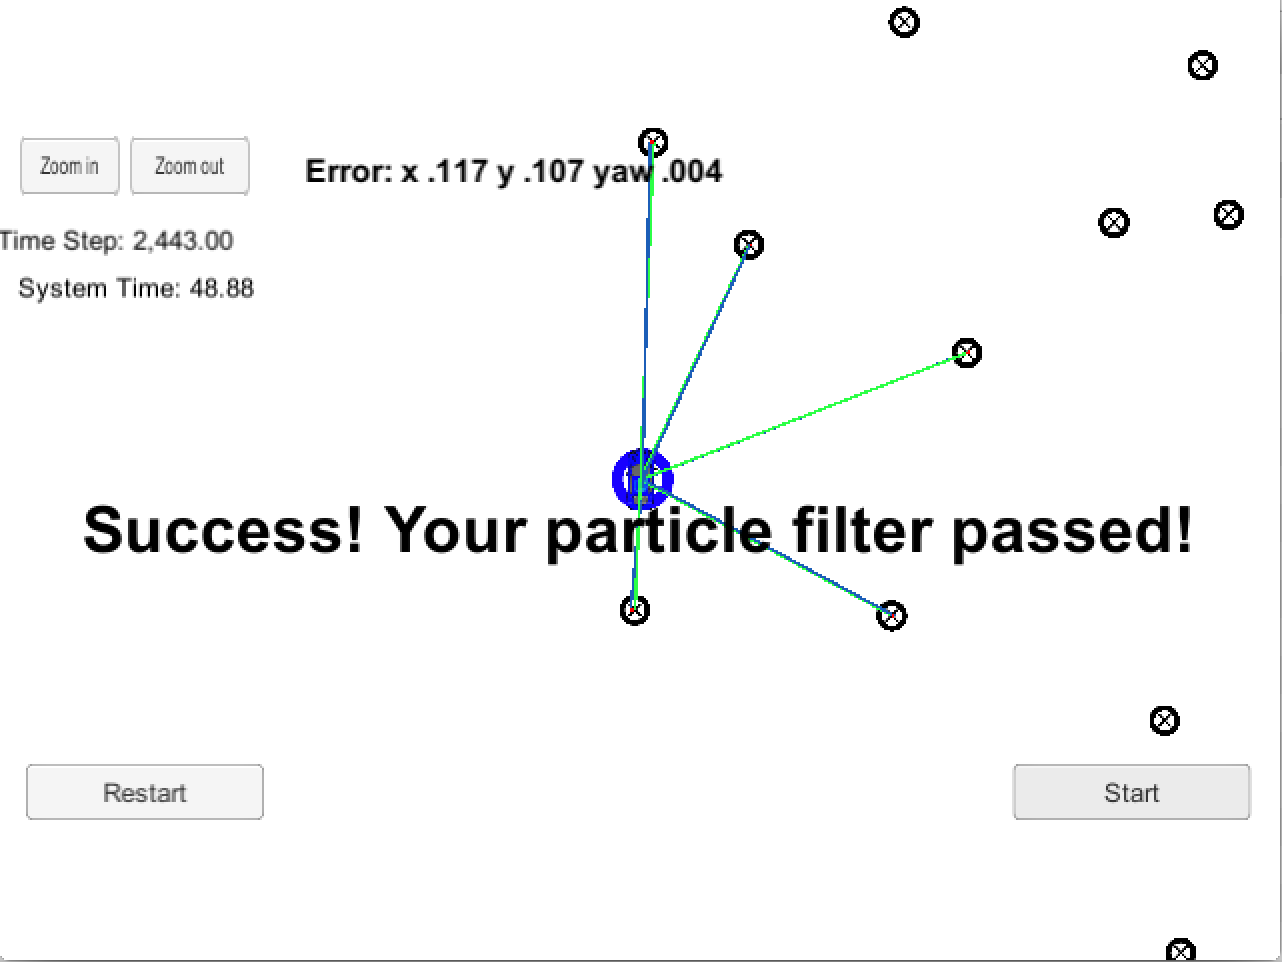 Zoom in
Zoom out
Error: x .117 y .107 yaw .004
Time Step: 2,443.00
System Time: 48.88
Success! Your particle filter passed!
Restart
Start